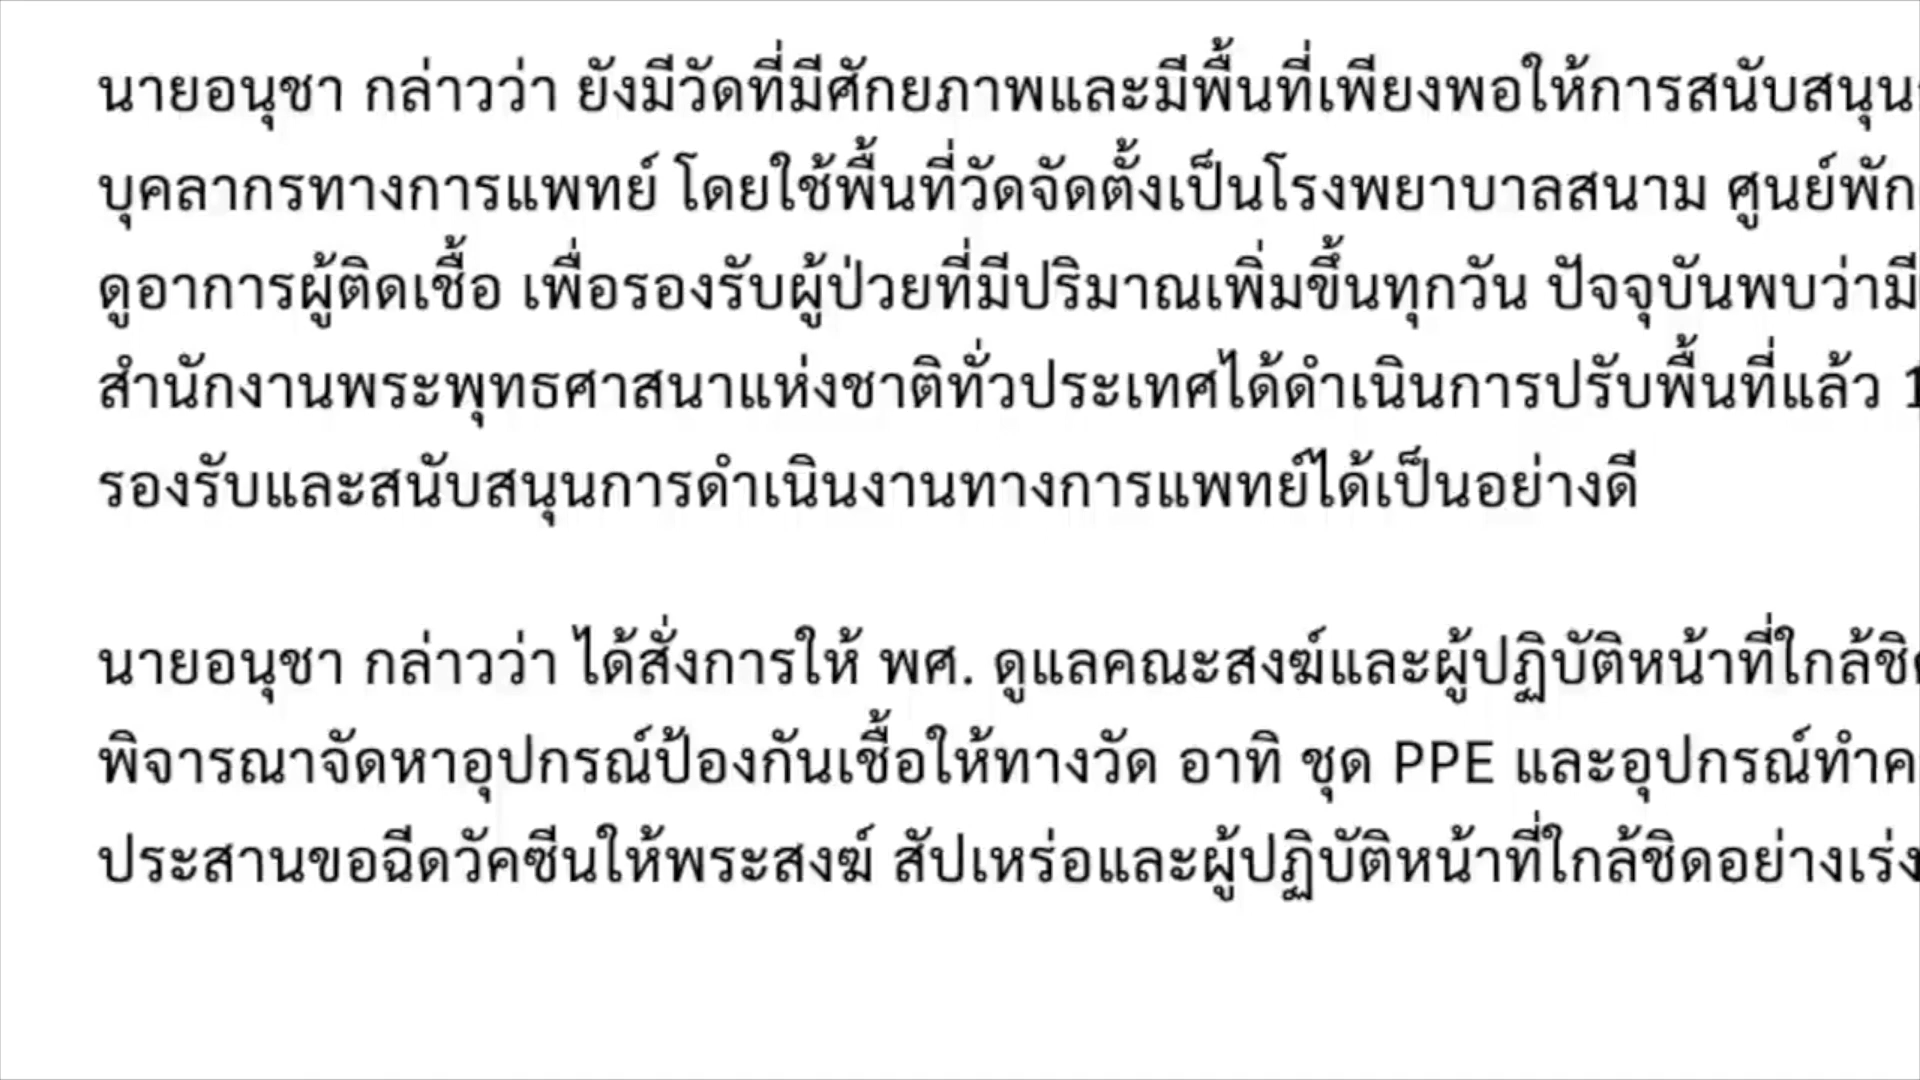 นายอนุชา กล่าวว่า ยังมีวัดที่มีศักยภาพและมีพื้นที่เพียงพอให้การสนับสนุน
บุคลากรทางการแพทย์ โดยใช้พื้นที่วัดจัดตั้งเป็นโรงพยาบาลสนาม ศูนย์พัก
ดูอาการผู้ติดเชื้อ เพื่อรองรับผู้ป่วยที่มีปริมาณเพิ่มขึ้นทุกวัน ปัจจุบันพบว่ามี
สำนักงานพระพุทธศาสนาแห่งชาติทั่วประเทศได้ดำเนินการปรับพื้นที่แล้ว 1
รองรับและสนับสนุนการดำเนินงานทางการแพทย์ได้เป็นอย่างดี
นายอนุชา กล่าวว่า ได้สั่งการให้ พศ. ดูแลคณะสงฆ์และผู้ปฏิบัติหน้าที่ใกล้ชิด
พิจารณาจัดหาอุปกรณ์ป้องกันเชื้อให้ทางวัด อาทิ ชุด PPE และอุปกรณ์ทำค
ประสานขอฉีดวัคซีนให้พระสงฆ์ สัปเหร่อและผู้ปฏิบัติหน้าที่ใกล้ชิดอย่างเร่ง